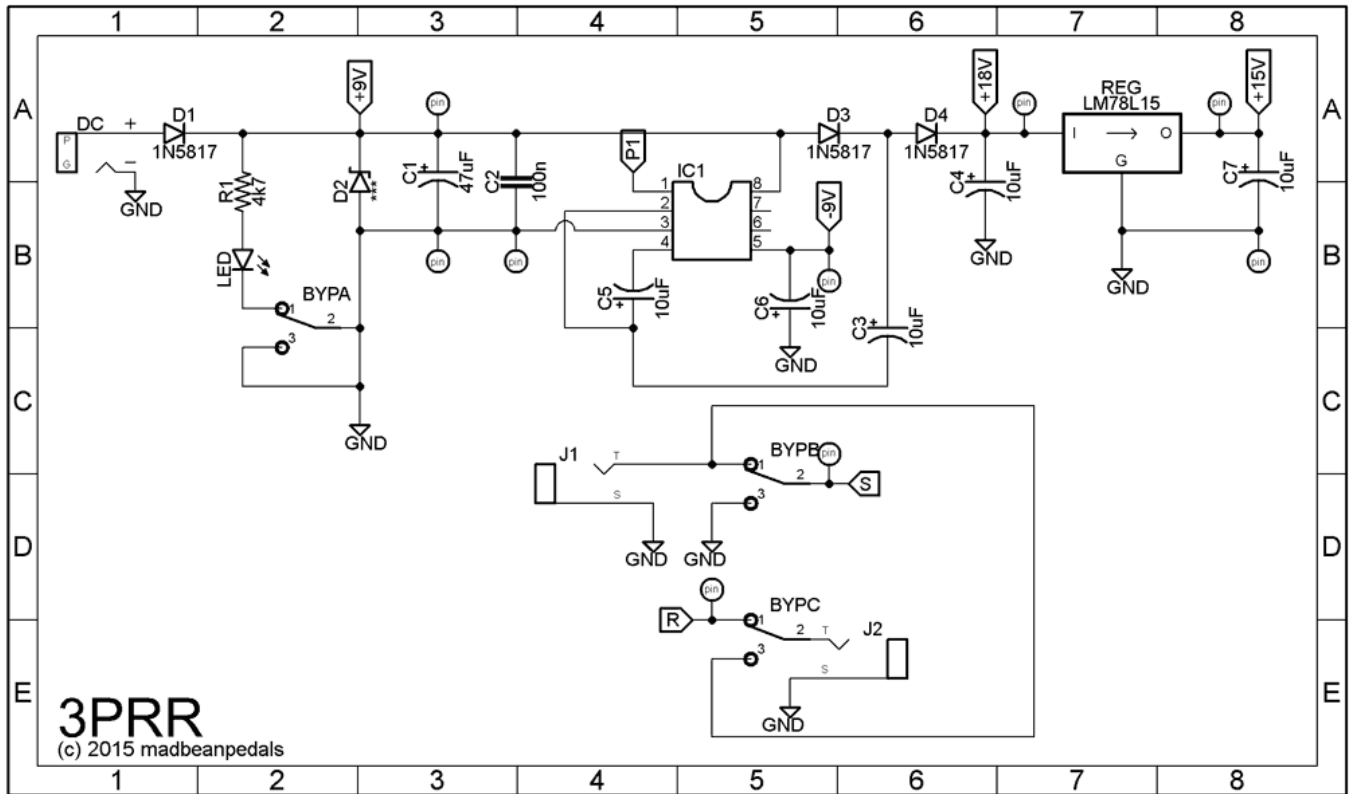 1 2 3 4 5 6 7 8
A
A
DC
+
P
G
D1
1N5817
GND
R1
4k7
LED
BYPA
1
2
3
+9V
D2
***
GND
pin
C1
+
47uF
pin
C2
100n
pin
P1
IC1
1
2
3
4
8
7
6
5
C5
+
10uF
C6
+
10uF
GND
-9V
pin
D3
1N5817
D4
1N5817
C3
+
10uF
+18V
C4
+
10uF
GND
pin
REG
LM78L15
I
O
G
GND
pin
+15V
C7
+
10uF
pin
B
B
C
C
J1
T
S
GND
BYPB
1
2
3
pin
S
GND
D
D
pin
R
BYPC
1
2
3
T
J2
S
GND
E
E
3PRR
(c) 2015 madbeanpedals
1 2 3 4 5 6 7 8